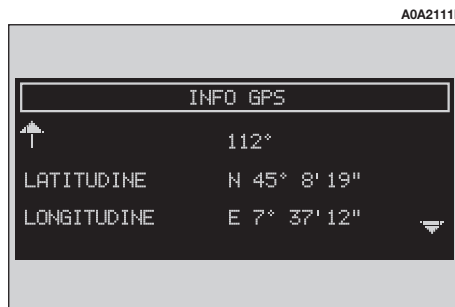 A0A2111
INFO GPS
112°
LATITUDINE N 45° 8' 19"
LONGITUDINE E 7° 37' 12"